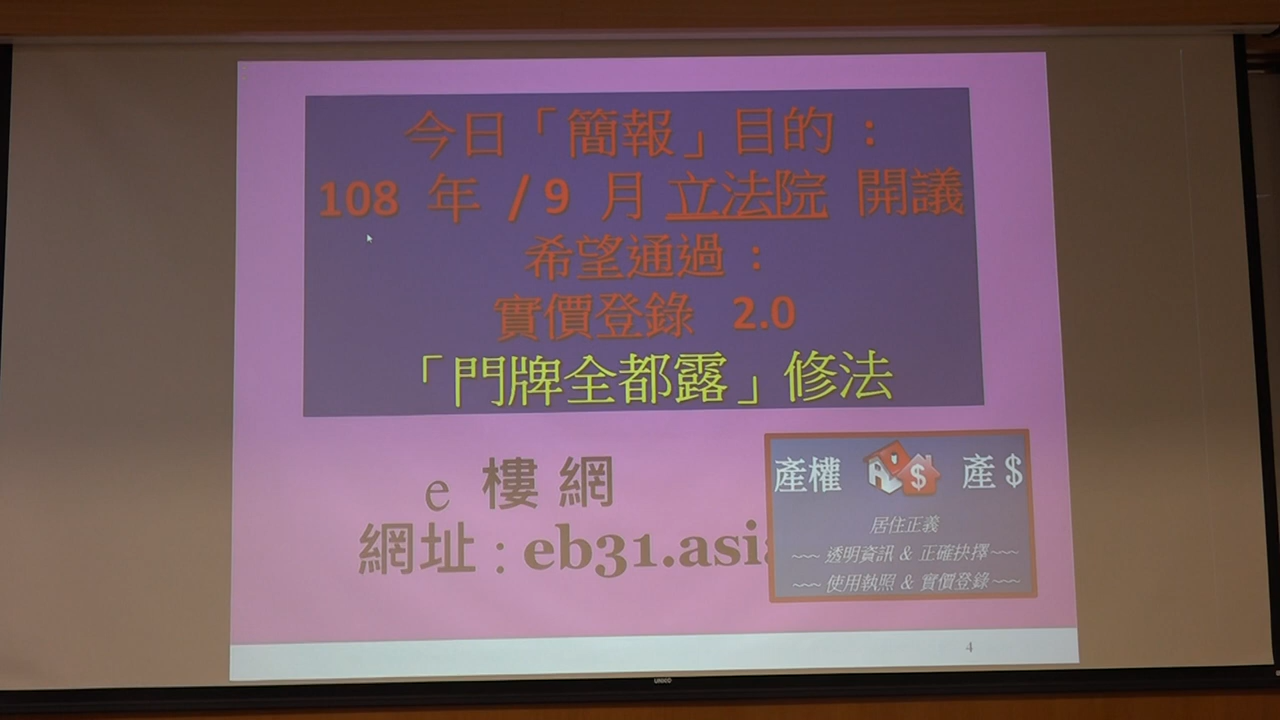 今日「簡報」目的：
108 年 / 9 月 立法院 開議
希望通過：
實價登錄 2.0
「門牌全都露」修法
e 樓 網
網址 : eb31.asia
產權 $ 產 $
居住正義
~~~ 透明資訊 & 正確抉擇~~~
~~~ 使用執照 & 實價登錄~~~
4
UNICO